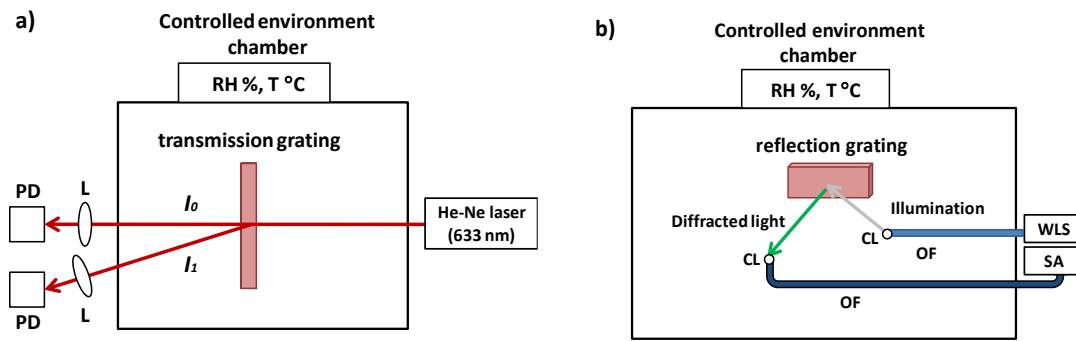 a)
Controlled environment
chamber
RH %, T °C
transmission grating
PD
L
I₀
He-Ne laser
(633 nm)
I₁
PD
L
b)
Controlled environment
chamber
RH %, T °C
reflection grating
Diffracted light
Illumination
CL
OF
WLS
CL
SA
OF